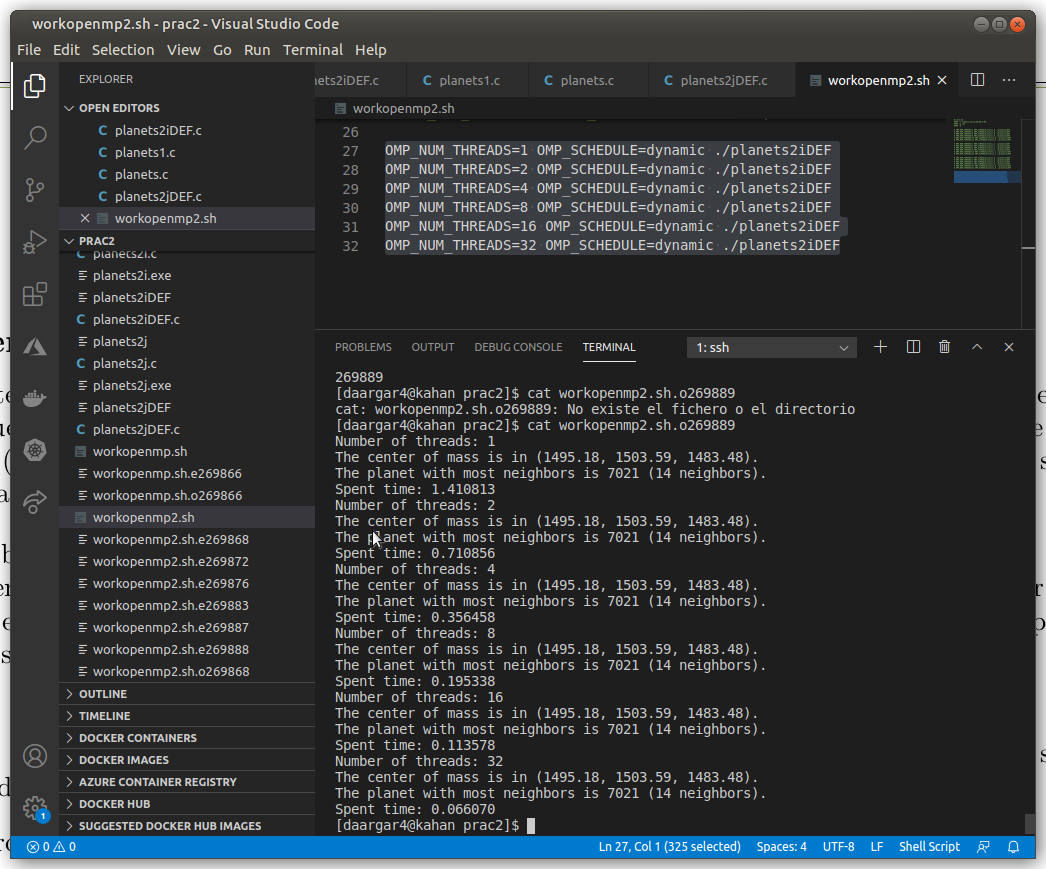 workopenmp2.sh - prac2 - Visual Studio Code
File Edit Selection View Go Run Terminal Help
EXPLORER
OPEN EDITORS
planets2iDEF.c
planets1.c
planets.c
planets2jDEF.c
workopenmp2.sh
PRAC2
planets2i.c
planets2i.exe
planets2iDEF
planets2iDEF.c
planets2j
planets2j.c
planets2j.exe
planets2jDEF
planets2jDEF.c
workopenmp.sh
workopenmp.sh.e269866
workopenmp.sh.o269866
workopenmp2.sh
workopenmp2.sh.e269868
workopenmp2.sh.e269872
workopenmp2.sh.e269876
workopenmp2.sh.e269883
workopenmp2.sh.e269887
workopenmp2.sh.e269888
workopenmp2.sh.o269868
OUTLINE
TIMELINE
DOCKER CONTAINERS
DOCKER IMAGES
AZURE CONTAINER REGISTRY
DOCKER HUB
SUGGESTED DOCKER HUB IMAGES
1
nets2iDEF.c planets1.c planets.c planets2jDEF.c workopenmp2.sh
workopenmp2.sh
26
27 OMP_NUM_THREADS=1 OMP_SCHEDULE=dynamic ./planets2iDEF
28 OMP_NUM_THREADS=2 OMP_SCHEDULE=dynamic ./planets2iDEF
29 OMP_NUM_THREADS=4 OMP_SCHEDULE=dynamic ./planets2iDEF
30 OMP_NUM_THREADS=8 OMP_SCHEDULE=dynamic ./planets2iDEF
31 OMP_NUM_THREADS=16 OMP_SCHEDULE=dynamic ./planets2iDEF
32 OMP_NUM_THREADS=32 OMP_SCHEDULE=dynamic ./planets2iDEF
PROBLEMS OUTPUT DEBUG CONSOLE TERMINAL 1: ssh
269889
[daargar4@kahan prac2]$ cat workopenmp2.sh.o269889
cat: workopenmp2.sh.o269889: No existe el fichero o el directorio
[daargar4@kahan prac2]$ cat workopenmp2.sh.o269889
Number of threads: 1
The center of mass is in (1495.18, 1503.59, 1483.48).
The planet with most neighbors is 7021 (14 neighbors).
Spent time: 1.410813
Number of threads: 2
The center of mass is in (1495.18, 1503.59, 1483.48).
The planet with most neighbors is 7021 (14 neighbors).
Spent time: 0.710856
Number of threads: 4
The center of mass is in (1495.18, 1503.59, 1483.48).
The planet with most neighbors is 7021 (14 neighbors).
Spent time: 0.356458
Number of threads: 8
The center of mass is in (1495.18, 1503.59, 1483.48).
The planet with most neighbors is 7021 (14 neighbors).
Spent time: 0.195338
Number of threads: 16
The center of mass is in (1495.18, 1503.59, 1483.48).
The planet with most neighbors is 7021 (14 neighbors).
Spent time: 0.113578
Number of threads: 32
The center of mass is in (1495.18, 1503.59, 1483.48).
The planet with most neighbors is 7021 (14 neighbors).
Spent time: 0.066070
[daargar4@kahan prac2]$
0 0 Ln 27, Col 1 (325 selected) Spaces: 4 UTF-8 LF Shell Script